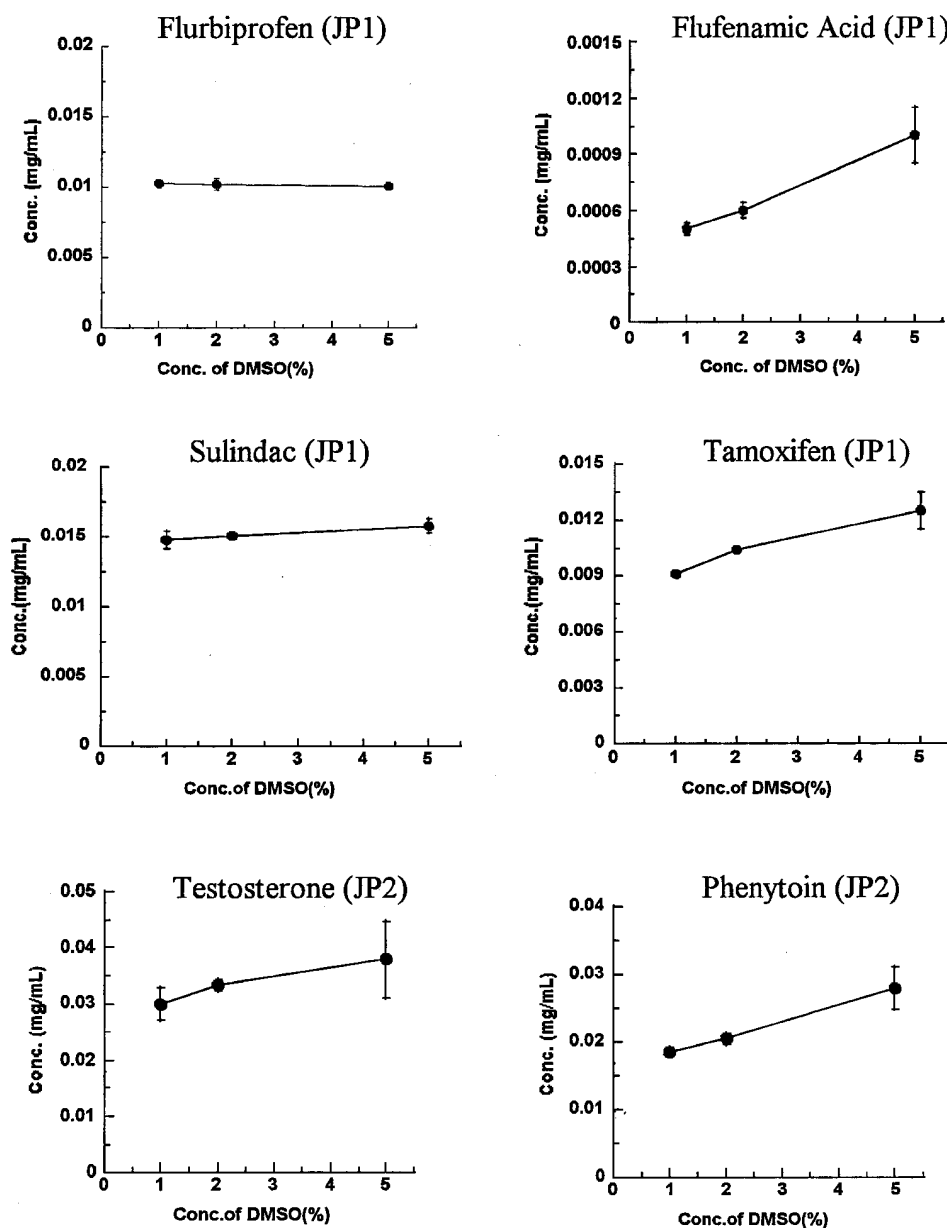 Flurbiprofen (JP1)
0.02
0.015
0.01
0.005
0
Conc. (mg/mL)
0 1 2 3 4 5
Conc. of DMSO(%)
Flufenamic Acid (JP1)
0.0015
0.0012
0.0009
0.0006
0.0003
0
Conc. (mg/mL)
0 1 2 3 4 5
Conc. of DMSO (%)
Sulindac (JP1)
0.02
0.015
0.01
0.005
0
Conc.(mg/mL)
0 1 2 3 4 5
Conc.of DMSO(%)
Tamoxifen (JP1)
0.015
0.012
0.009
0.006
0.003
0
Conc.(mg/mL)
0 1 2 3 4 5
Conc.of DMSO(%)
Testosterone (JP2)
0.05
0.04
0.03
0.02
0.01
0
Conc. (mg/mL)
0 1 2 3 4 5
Conc.of DMSO(%)
Phenytoin (JP2)
0.04
0.03
0.02
0.01
0
Conc. (mg/mL)
0 1 2 3 4 5
Conc.of DMSO(%)